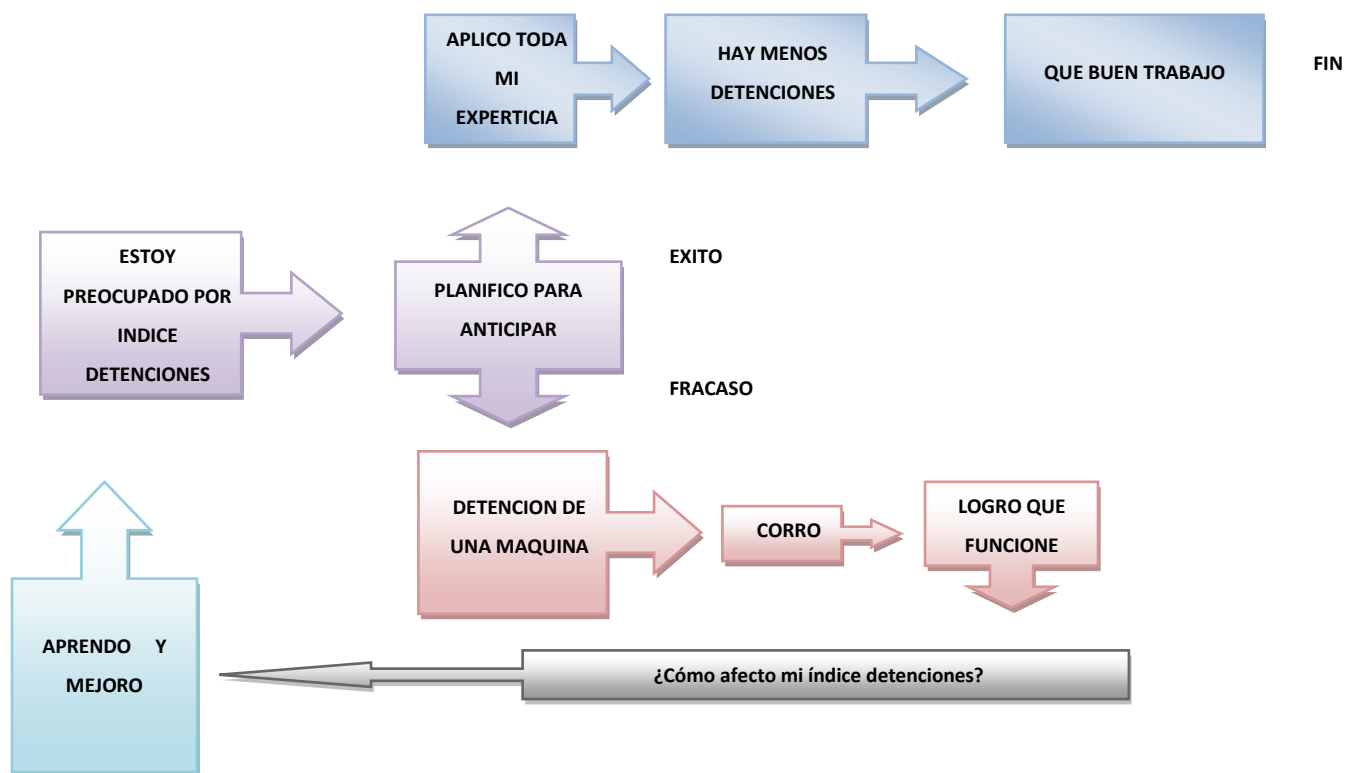 APLICO TODA
MI
EXPERTICIA
HAY MENOS
DETENCIONES
QUE BUEN TRABAJO
FIN
ESTOY
PREOCUPADO POR
INDICE
DETENCIONES
PLANIFICO PARA
ANTICIPAR
EXITO
FRACASO
DETENCION DE
UNA MAQUINA
CORRO
LOGRO QUE
FUNCIONE
APRENDO Y
MEJORO
¿Cómo afecto mi índice detenciones?